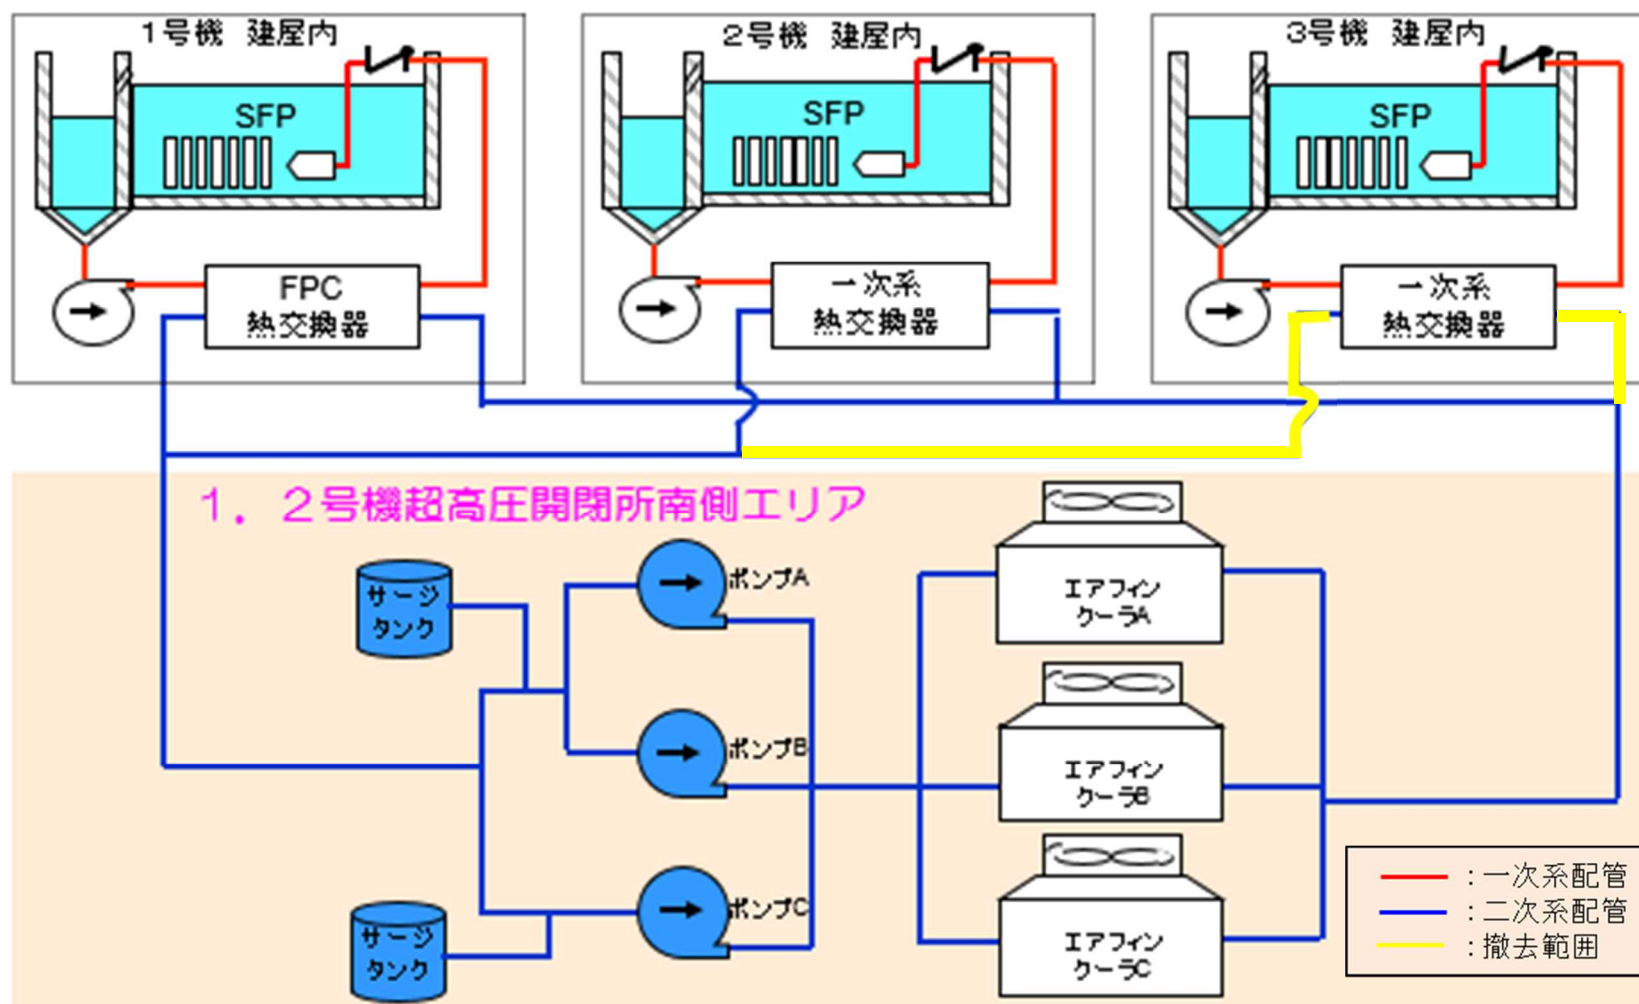 1号機 建屋内
2号機 建屋内
3号機 建屋内
SFP
SFP
SFP
FPC
熱交換器
一次系
熱交換器
一次系
熱交換器
1．2号機超高圧開閉所南側エリア
サージ
タンク
ポンプA
エアフィン
クーラA
ポンプB
エアフィン
クーラB
サージ
タンク
ポンプC
エアフィン
クーラC
：一次系配管
：二次系配管
：撤去範囲